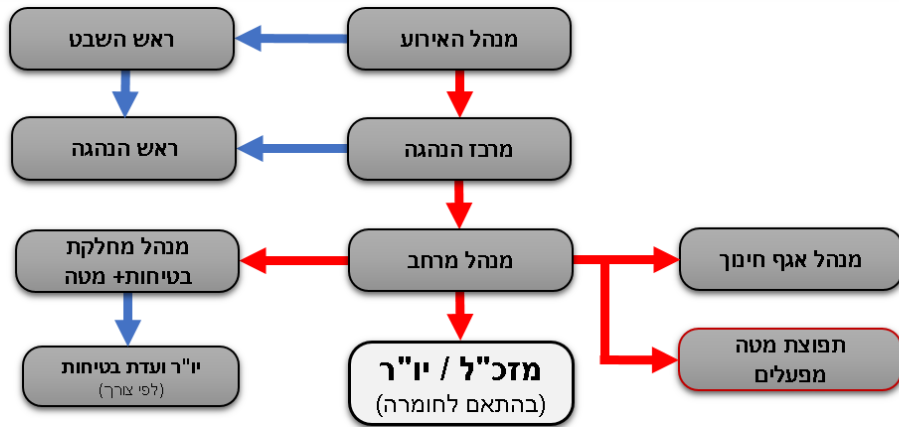 מנהל האירוע
ראש השבט
מרכז הנהגה
ראש הנהגה
מנהל אגף חינוך
מנהל מרחב
מנהל מחלקת
בטיחות+ מטה
תפוצת מטה
מפעלים
מזכ"ל / יו"ר
(בהתאם לחומרה)
יו"ר ועדת בטיחות
(לפי צורך)